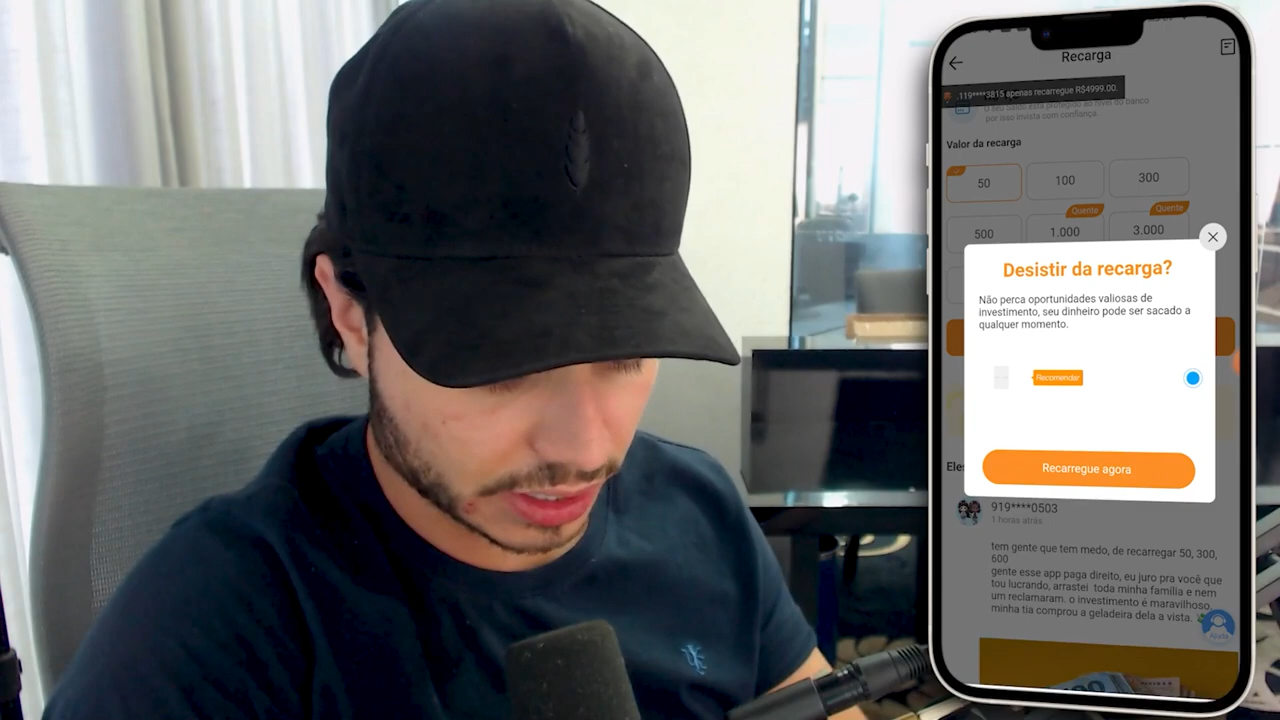 Recarga
.119****3815 apenas recarregue R$4999.00.
O seu saldo está protegido ao nível do banco
por isso invista com confiança.
Valor da recarga
50
100
300
Quente
Quente
500
1.000
3.000
Desistir da recarga?
Não perca oportunidades valiosas de
investimento, seu dinheiro pode ser sacado a
qualquer momento.
Recomendar
Recarregue agora
Eles
919****0503
1 horas atrás
tem gente que tem medo, de recarregar 50, 300,
600
gente esse app paga direito, eu juro pra você que
tou lucrando, arrastei toda minha família e nem
um reclamaram. o investimento é maravilhoso.
minha tia comprou a geladeira dela a vista.
Ajuda